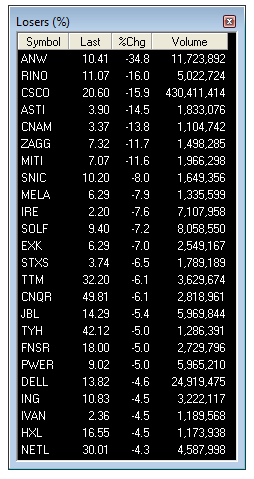 Losers (%)
Symbol Last %Chg Volume
ANW 10.41 -34.8 11,723,892
RINO 11.07 -16.0 5,022,724
CSCO 20.60 -15.9 430,411,414
ASTI 3.90 -14.5 1,833,076
CNAM 3.37 -13.8 1,104,742
ZAGG 7.32 -11.7 1,498,285
MITI 7.07 -11.6 1,966,298
SNIC 10.20 -8.0 1,649,356
MELA 6.29 -7.9 1,335,599
IRE 2.20 -7.6 7,107,958
SOLF 9.40 -7.2 8,058,550
EXK 6.29 -7.0 2,549,167
STXS 3.74 -6.5 1,789,189
TTM 32.20 -6.1 3,629,674
CNQR 49.81 -6.1 2,818,961
JBL 14.29 -5.4 5,969,844
TYH 42.12 -5.0 1,286,391
FNSR 18.00 -5.0 2,729,796
PWER 9.02 -5.0 5,965,210
DELL 13.82 -4.6 24,919,475
ING 10.83 -4.5 3,222,117
IVAN 2.36 -4.5 1,189,568
HXL 16.55 -4.5 1,173,938
NETL 30.01 -4.3 4,587,998